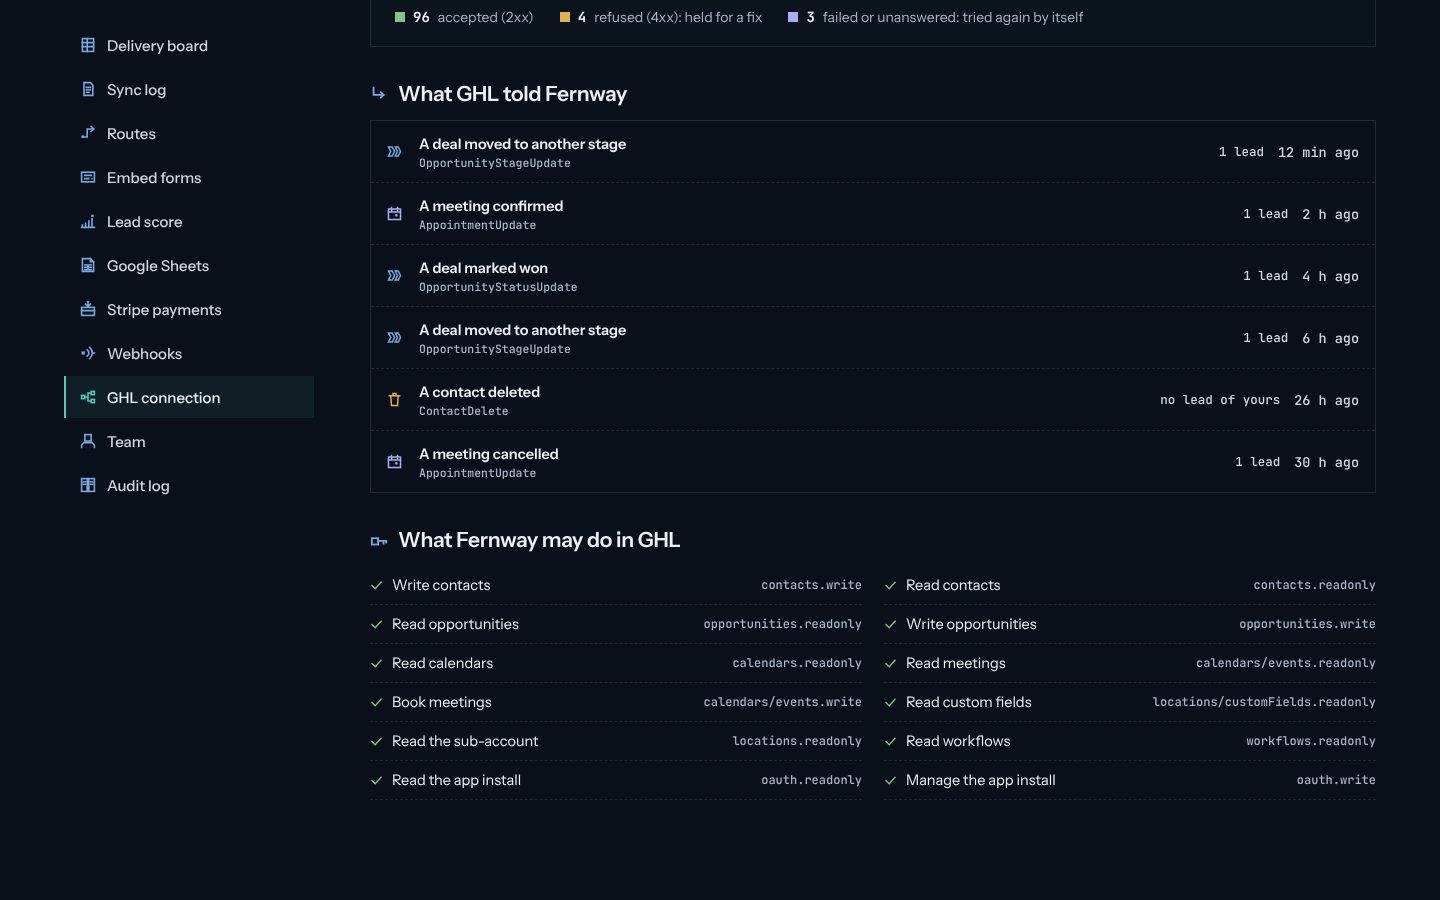 96 accepted (2xx) 4 refused (4xx): held for a fix 3 failed or unanswered: tried again by itself
Delivery board
Sync log
Routes
Embed forms
Lead score
Google Sheets
Stripe payments
Webhooks
GHL connection
Team
Audit log
What GHL told Fernway
A deal moved to another stage
OpportunityStageUpdate
1 lead 12 min ago
A meeting confirmed
AppointmentUpdate
1 lead 2 h ago
A deal marked won
OpportunityStatusUpdate
1 lead 4 h ago
A deal moved to another stage
OpportunityStageUpdate
1 lead 6 h ago
A contact deleted
ContactDelete
no lead of yours 26 h ago
A meeting cancelled
AppointmentUpdate
1 lead 30 h ago
What Fernway may do in GHL
Write contacts contacts.write
Read contacts contacts.readonly
Read opportunities opportunities.readonly
Write opportunities opportunities.write
Read calendars calendars.readonly
Read meetings calendars/events.readonly
Book meetings calendars/events.write
Read custom fields locations/customFields.readonly
Read the sub-account locations.readonly
Read workflows workflows.readonly
Read the app install oauth.readonly
Manage the app install oauth.write